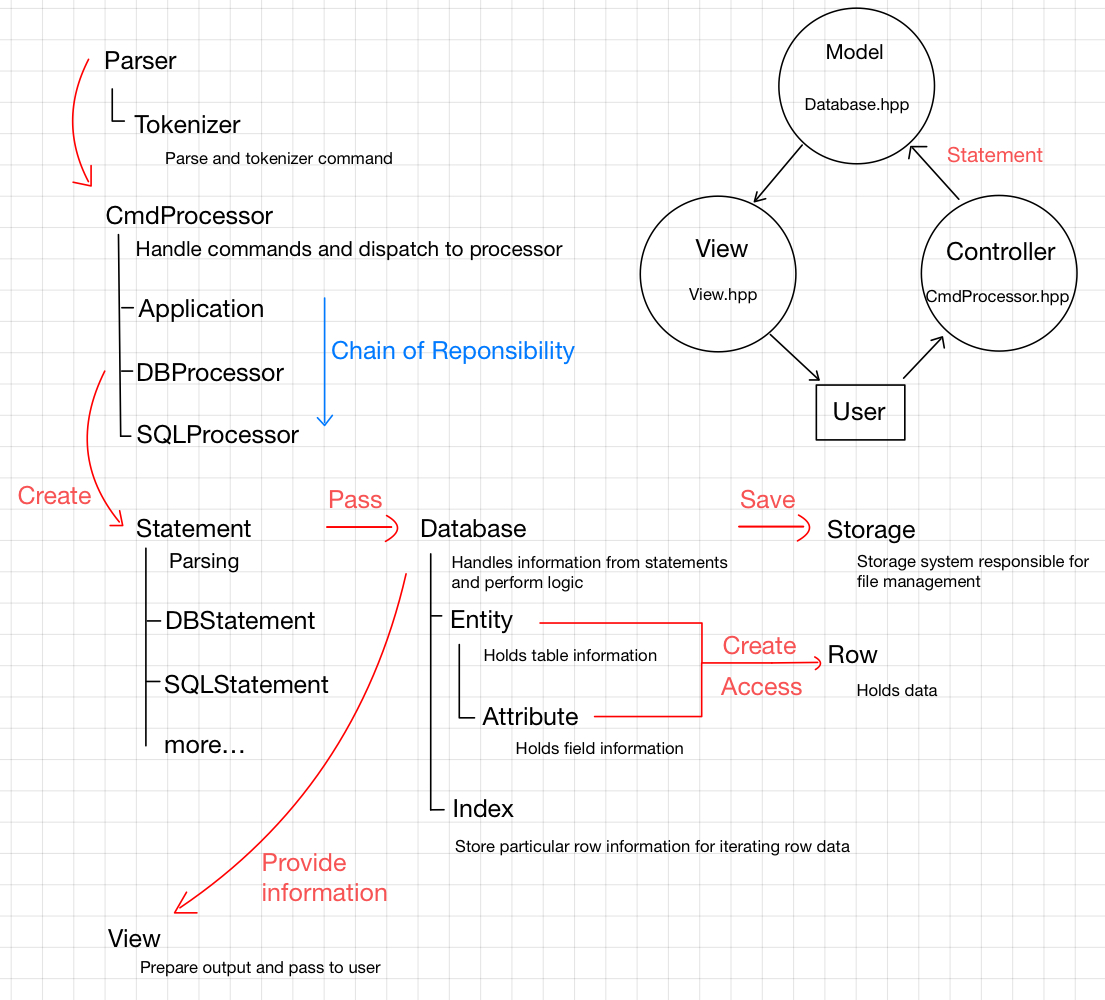 Parser
Tokenizer
Parse and tokenizer command
CmdProcessor
Handle commands and dispatch to processor
Application
Chain of Reponsibility
DBProcessor
SQLProcessor
Model
Database.hpp
Statement
View
View.hpp
Controller
CmdProcessor.hpp
User
Create
Statement
Parsing
DBStatement
SQLStatement
more...
Pass
Database
Handles information from statements
and perform logic
Entity
Holds table information
Attribute
Holds field information
Index
Store particular row information for iterating row data
Save
Storage
Storage system responsible for
file management
Create
Access
Row
Holds data
Provide
information
View
Prepare output and pass to user